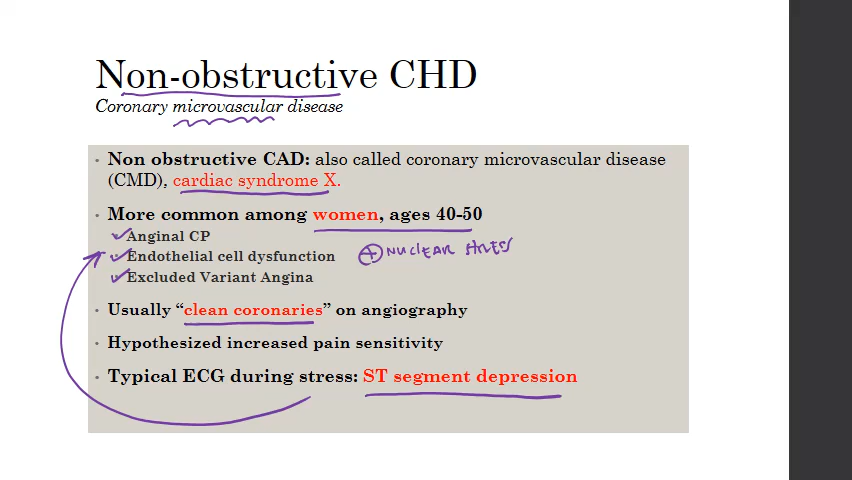 Non-obstructive CHD
Coronary microvascular disease
• Non obstructive CAD: also called coronary microvascular disease
(CMD), cardiac syndrome X.
• More common among women, ages 40-50
Anginal CP
Endothelial cell dysfunction ⊕ NUCLEAR STRESS
Excluded Variant Angina
• Usually “clean coronaries” on angiography
• Hypothesized increased pain sensitivity
• Typical ECG during stress: ST segment depression